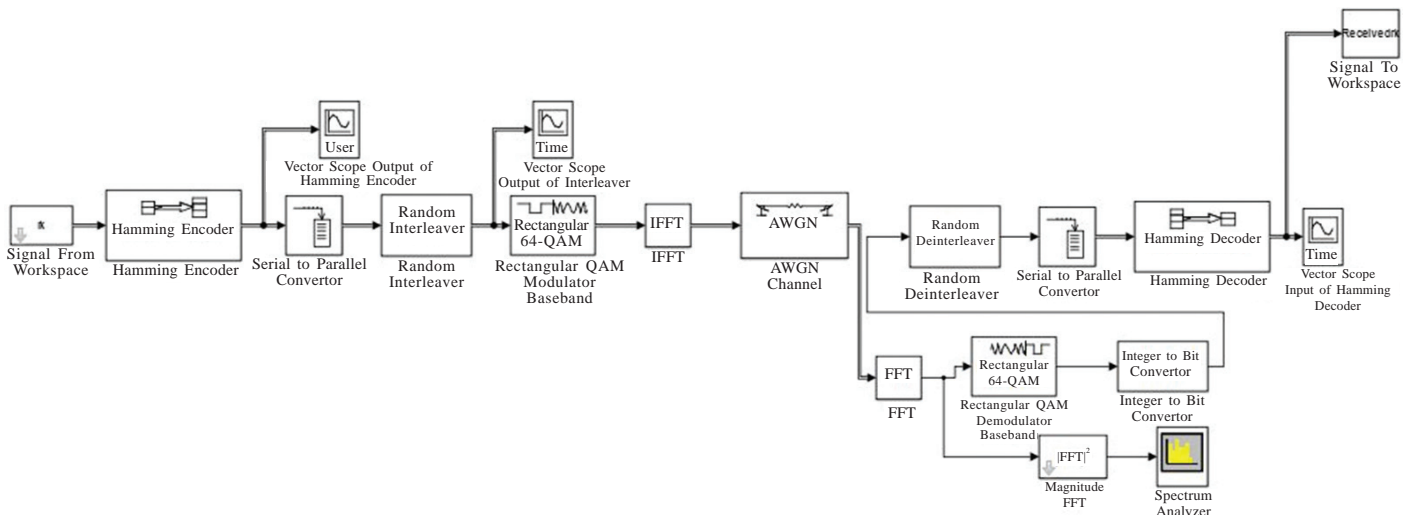 Receivedrk
Signal To
Workspace
User
Vector Scope Output of
Hamming Encoder
Time
Vector Scope
Output of Interleaver
Signal From
Workspace
Hamming Encoder
Hamming Encoder
Serial to Parallel
Convertor
Random
Interleaver
Random
Interleaver
Rectangular
64-QAM
Rectangular QAM
Modulator
Baseband
IFFT
IFFT
AWGN
AWGN
Channel
Random
Deinterleaver
Random
Deinterleaver
Serial to Parallel
Convertor
Hamming Decoder
Hamming Decoder
Time
Vector Scope
Input of Hamming
Decoder
FFT
FFT
Rectangular
64-QAM
Rectangular QAM
Demodulator
Baseband
Integer to Bit
Convertor
Integer to Bit
Convertor
|FFT|²
Magnitude
FFT
Spectrum
Analyzer